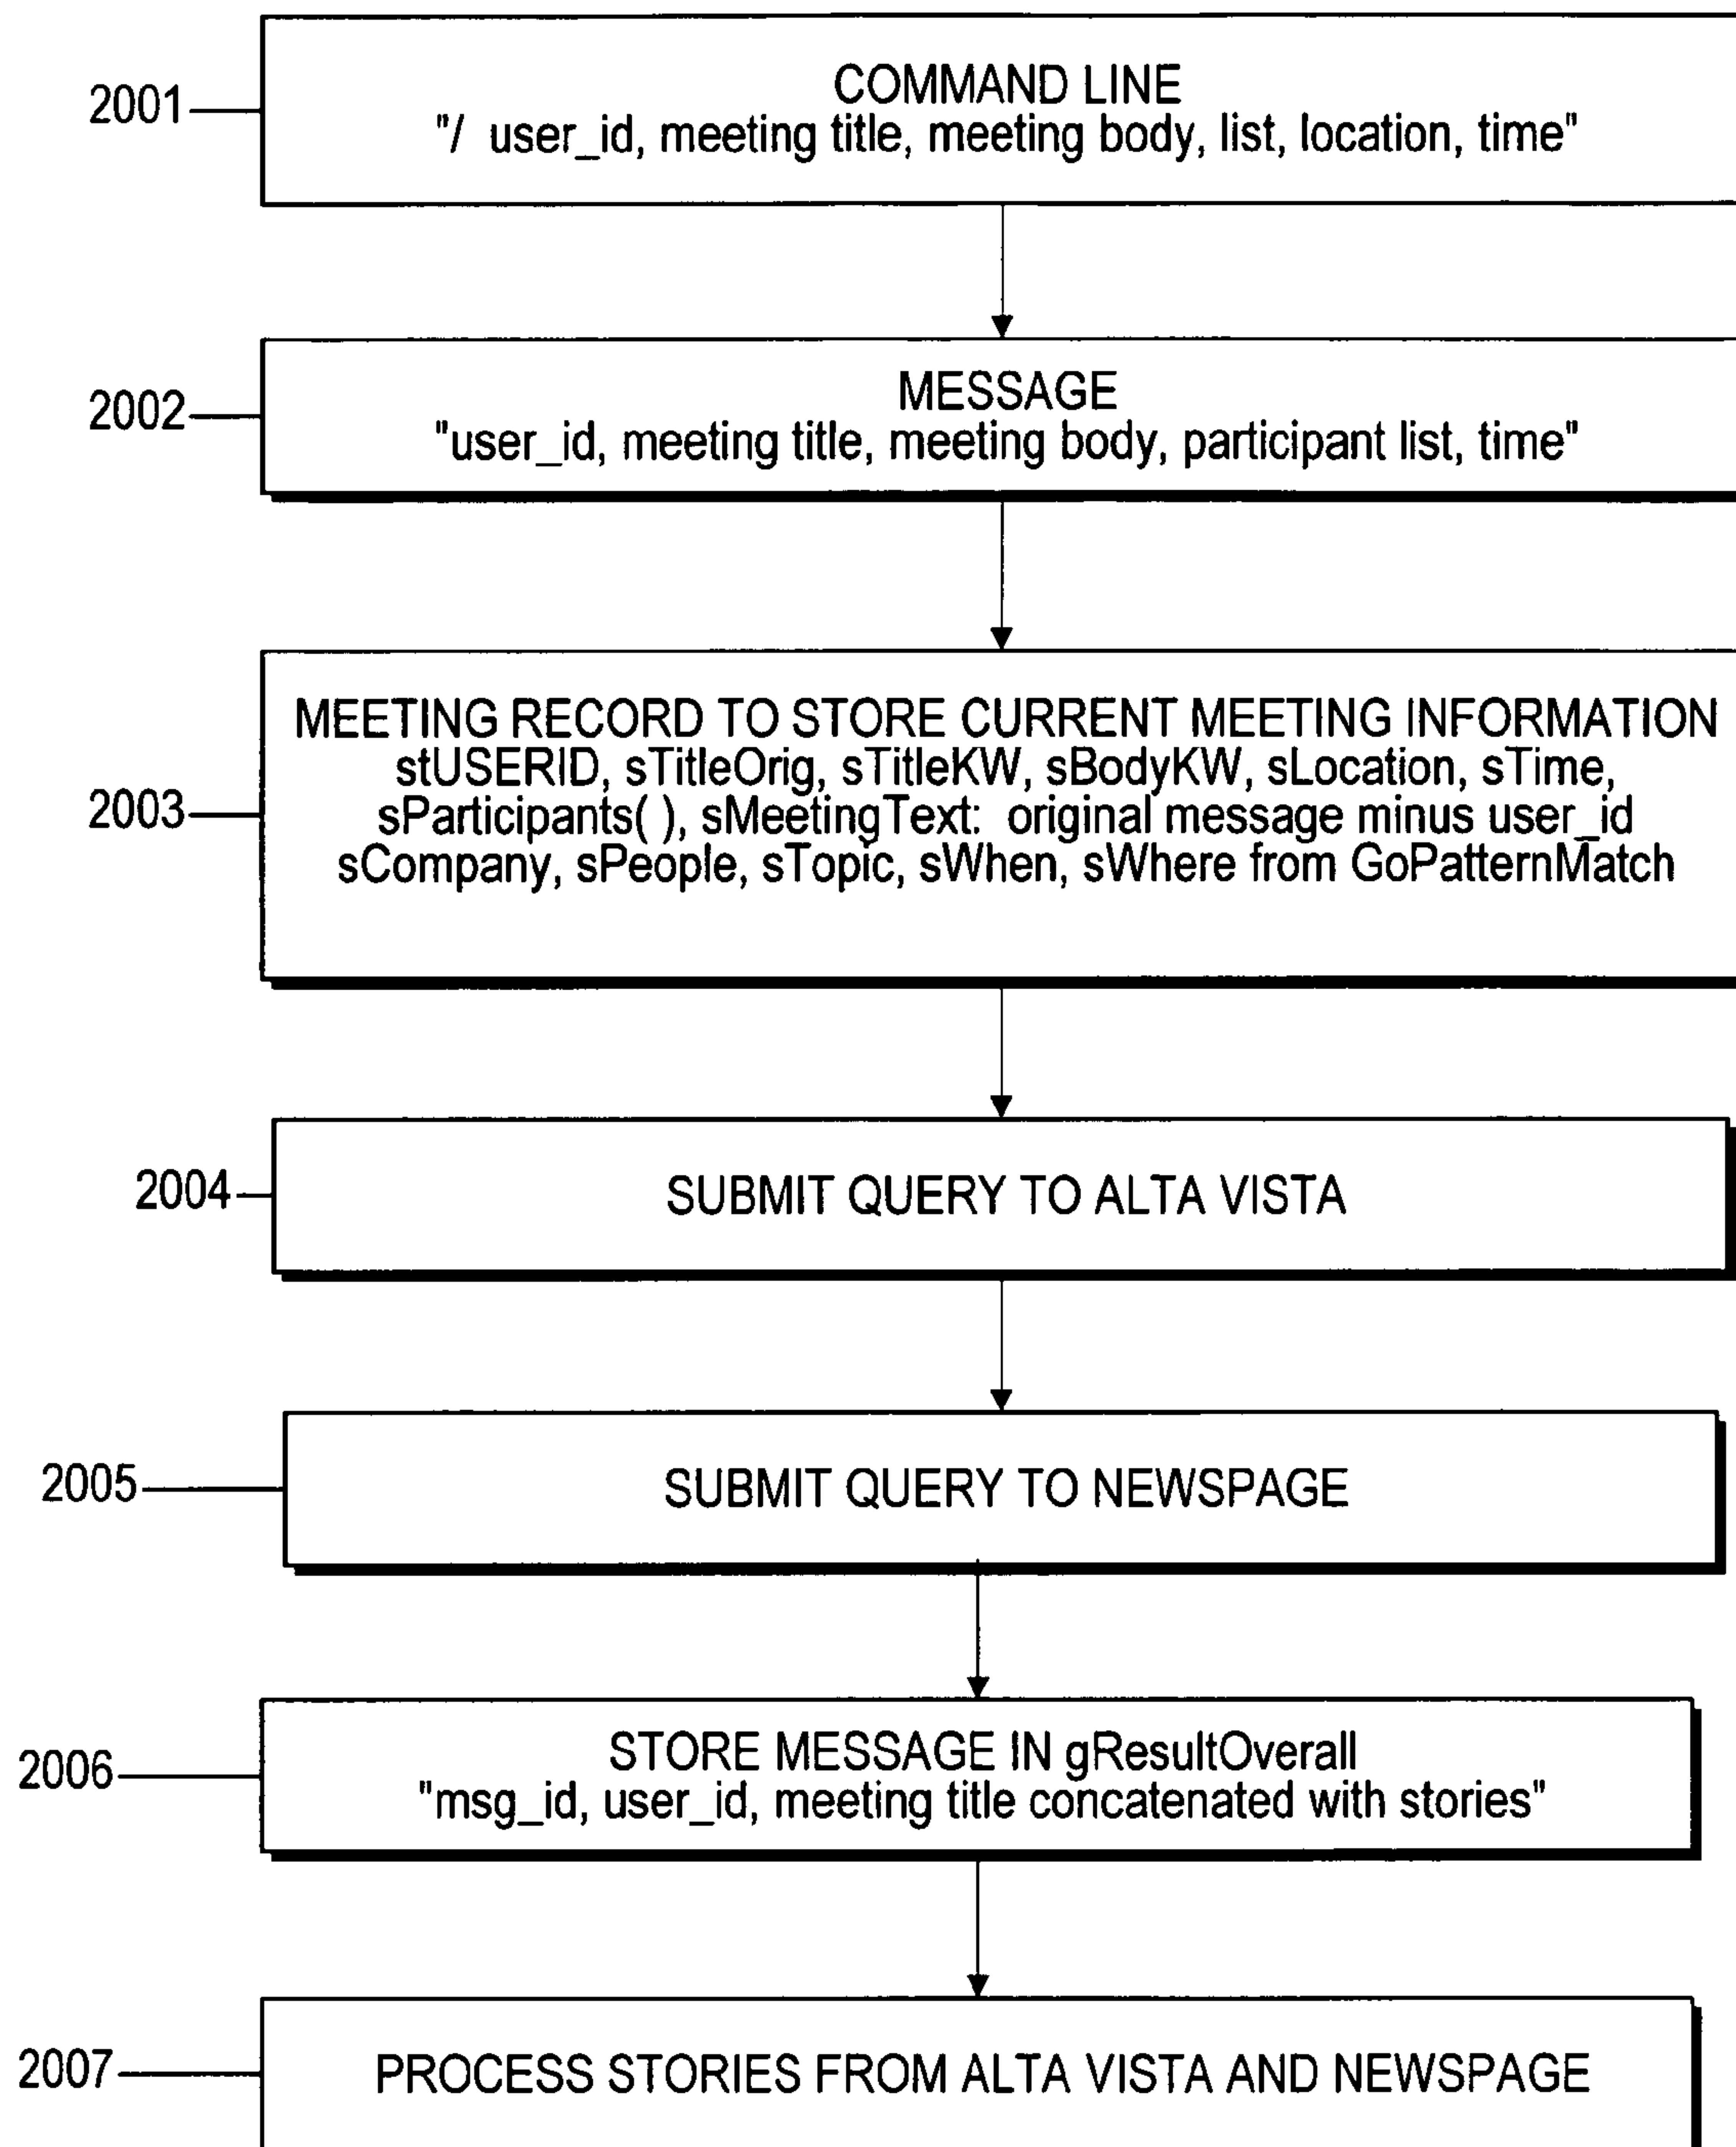 2001
COMMAND LINE
"/ user_id, meeting title, meeting body, list, location, time"
2002
MESSAGE
"user_id, meeting title, meeting body, participant list, time"
2003
MEETING RECORD TO STORE CURRENT MEETING INFORMATION
stUSERID, sTitleOrig, sTitleKW, sBodyKW, sLocation, sTime,
sParticipants( ), sMeetingText: original message minus user_id
sCompany, sPeople, sTopic, sWhen, sWhere from GoPatternMatch
2004
SUBMIT QUERY TO ALTA VISTA
2005
SUBMIT QUERY TO NEWSPAGE
2006
STORE MESSAGE IN gResultOverall
"msg_id, user_id, meeting title concatenated with stories"
2007
PROCESS STORIES FROM ALTA VISTA AND NEWSPAGE